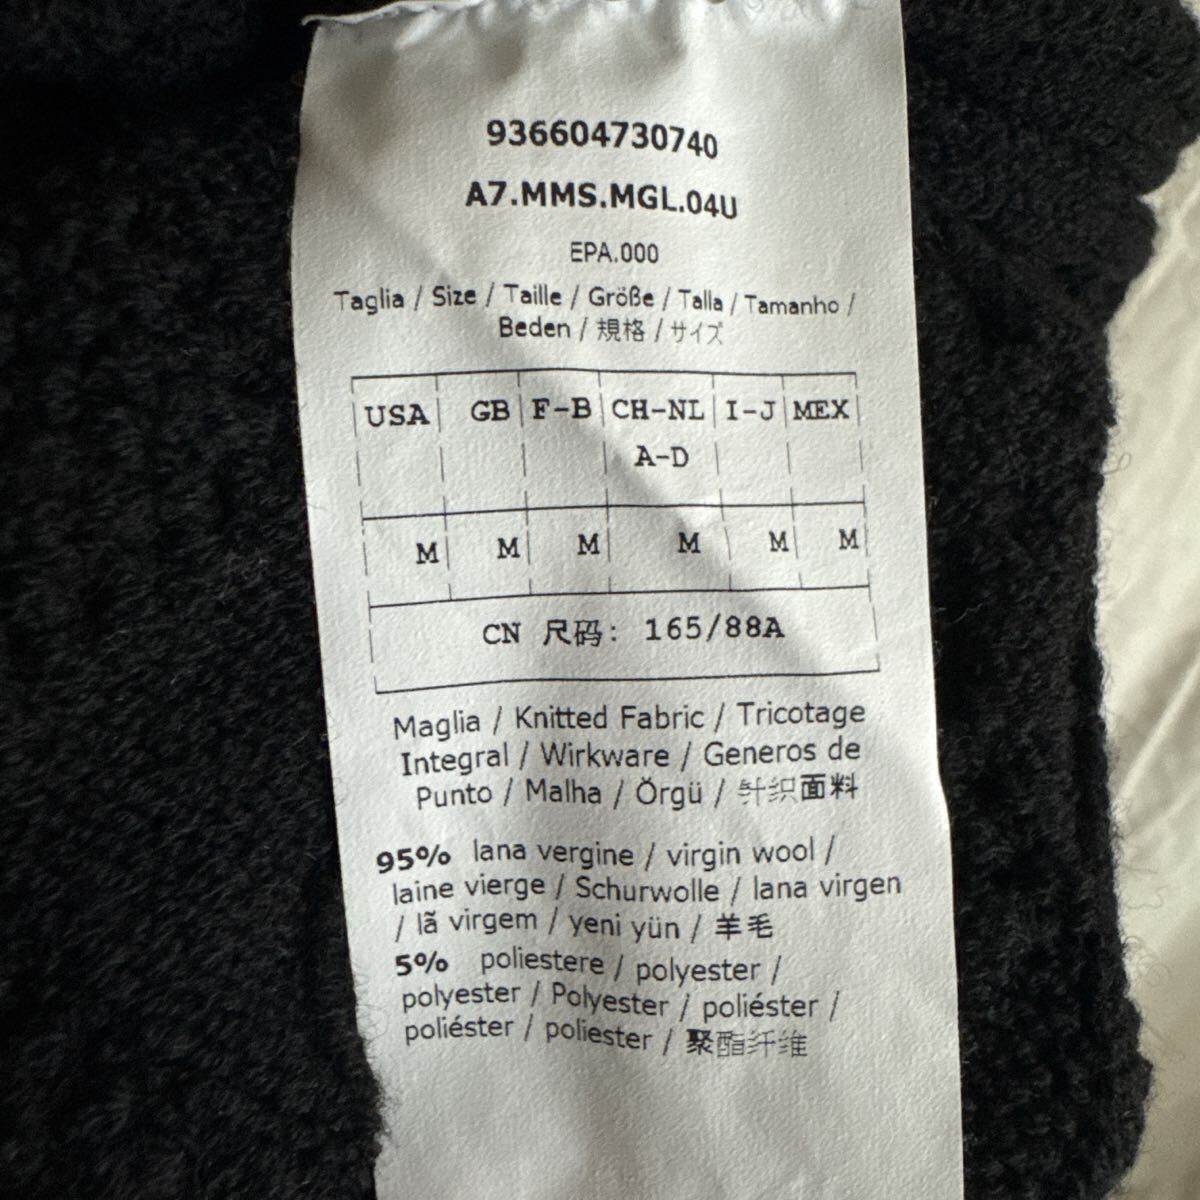 936604730740
A7.MMS.MGL.04U
EPA.000
Taglia / Size / Taille / Größe / Talla / Tamanho /
Beden / 規格 / サイズ
USA GB F-B CH-NL I-J MEX
A-D
M M M M M M
CN 尺码: 165/88A
Maglia / Knitted Fabric / Tricotage
Integral / Wirkware / Generos de
Punto / Malha / Örgü / 针织面料
95% lana vergine / virgin wool /
laine vierge / Schurwolle / lana virgen
/ lã virgem / yeni yün / 羊毛
5% poliestere / polyester /
polyester / Polyester / poliéster /
poliéster / poliester / 聚酯纤维